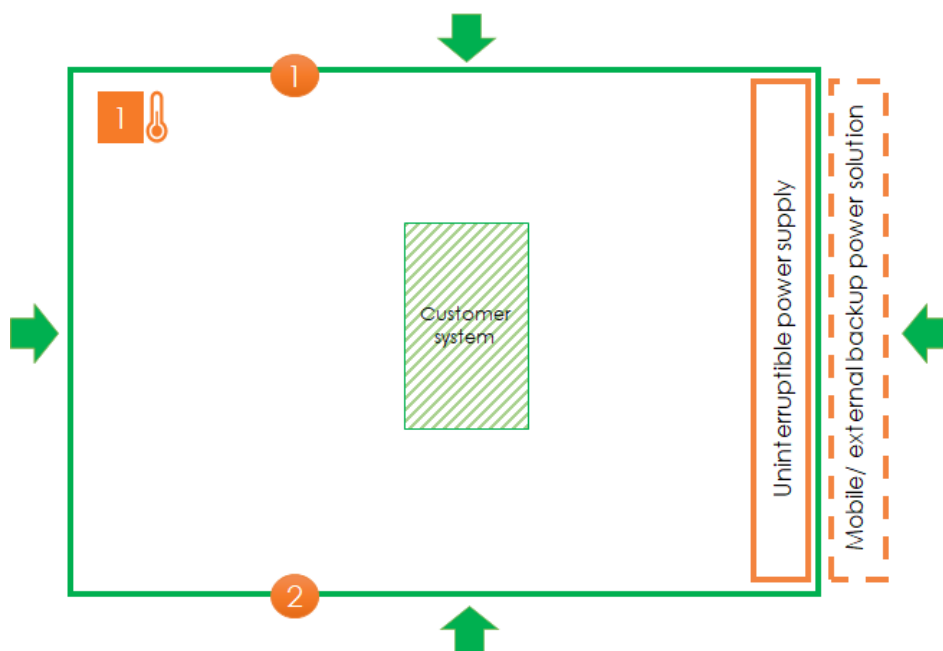 1
1
Customer
system
Uninterruptible power supply
Mobile/ external backup power solution
2